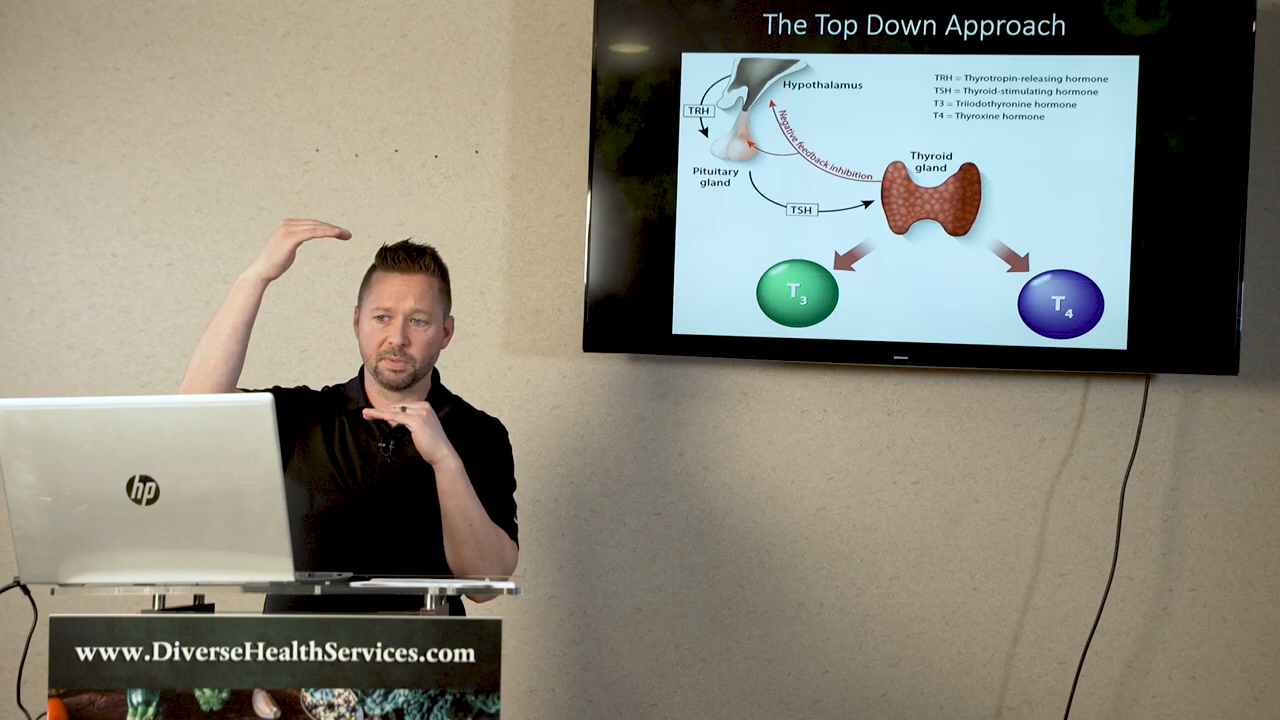 The Top Down Approach
Hypothalamus
TRH = Thyrotropin-releasing hormone
TSH = Thyroid-stimulating hormone
T3 = Triiodothyronine hormone
T4 = Thyroxine hormone
TRH
Negative feedback inhibition
Thyroid
gland
Pituitary
gland
TSH
T3
T4
hp
www.DiverseHealthServices.com